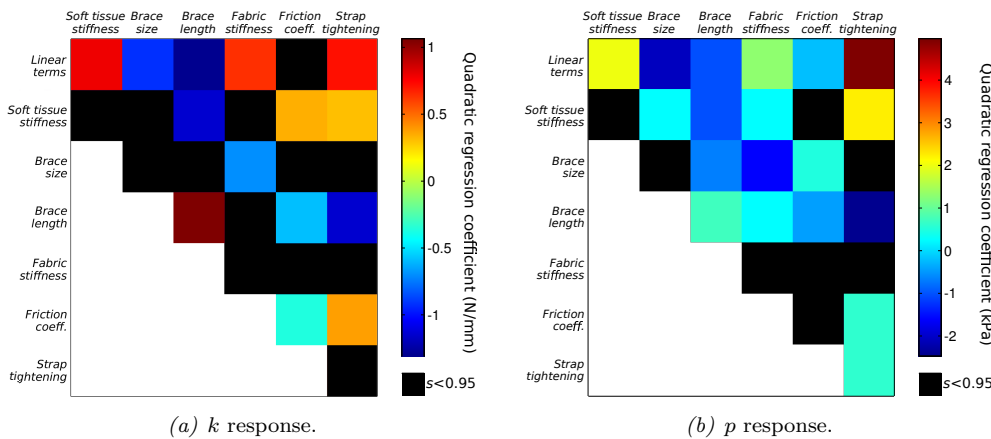 Soft tissue Brace Brace Fabric Friction Strap
stiffness size length stiffness coeff. tightening
Linear
terms
Soft tissue
stiffness
Brace
size
Brace
length
Fabric
stiffness
Friction
coeff.
Strap
tightening
1
0.5
0
-0.5
-1
s<0.95
Quadratic regression coefficient (N/mm)
(a) k response.
Soft tissue Brace Brace Fabric Friction Strap
stiffness size length stiffness coeff. tightening
Linear
terms
Soft tissue
stiffness
Brace
size
Brace
length
Fabric
stiffness
Friction
coeff.
Strap
tightening
4
3
2
1
0
-1
-2
s<0.95
Quadratic regression coefficient (kPa)
(b) p response.